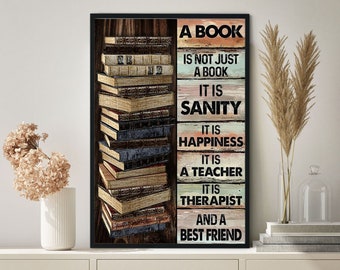 A BOOK
IS NOT JUST
A BOOK
IT IS
SANITY
IT IS
HAPPINESS
IT IS
A TEACHER
IT IS
THERAPIST
AND A
BEST FRIEND